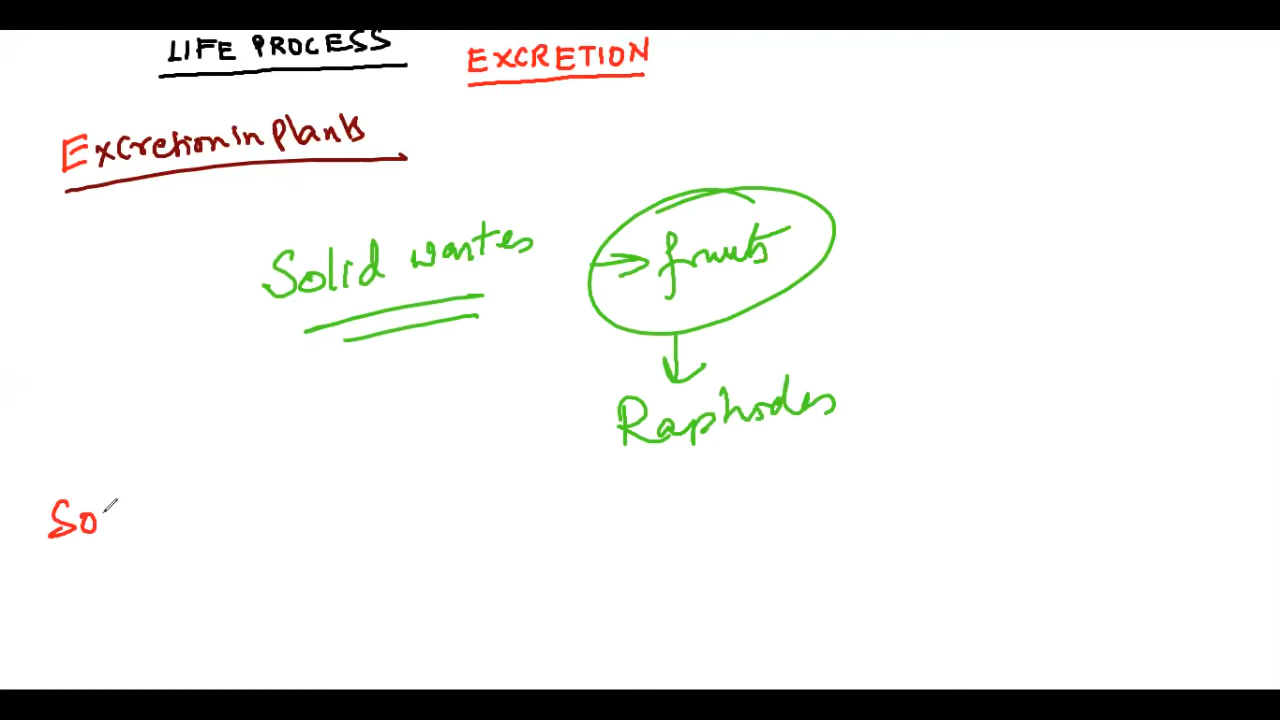 LIFE PROCESS
EXCRETION
Excretion in Plants
Solid wastes → fruits
Raphides
So